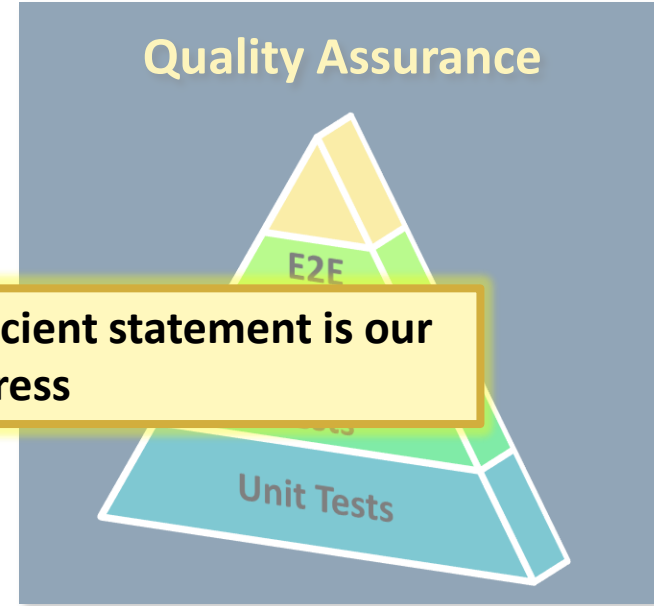 Quality Assurance
E2E
cient statement is our
ress
Unit Tests